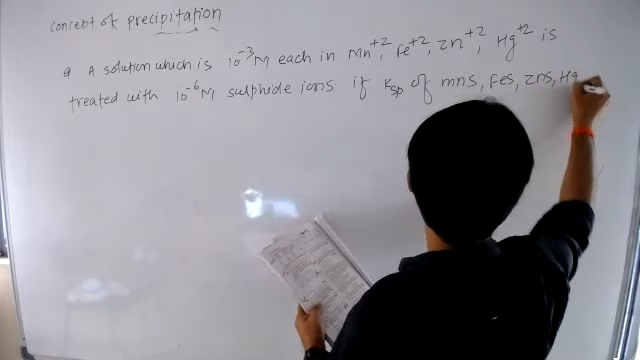 concept of precipitation
q A solution which is 10⁻³M each in Mn⁺², Fe⁺², Zn⁺², Hg⁺² is
treated with 10⁻⁶M sulphide ions if Ksp of mns, Fes, zns, Hg